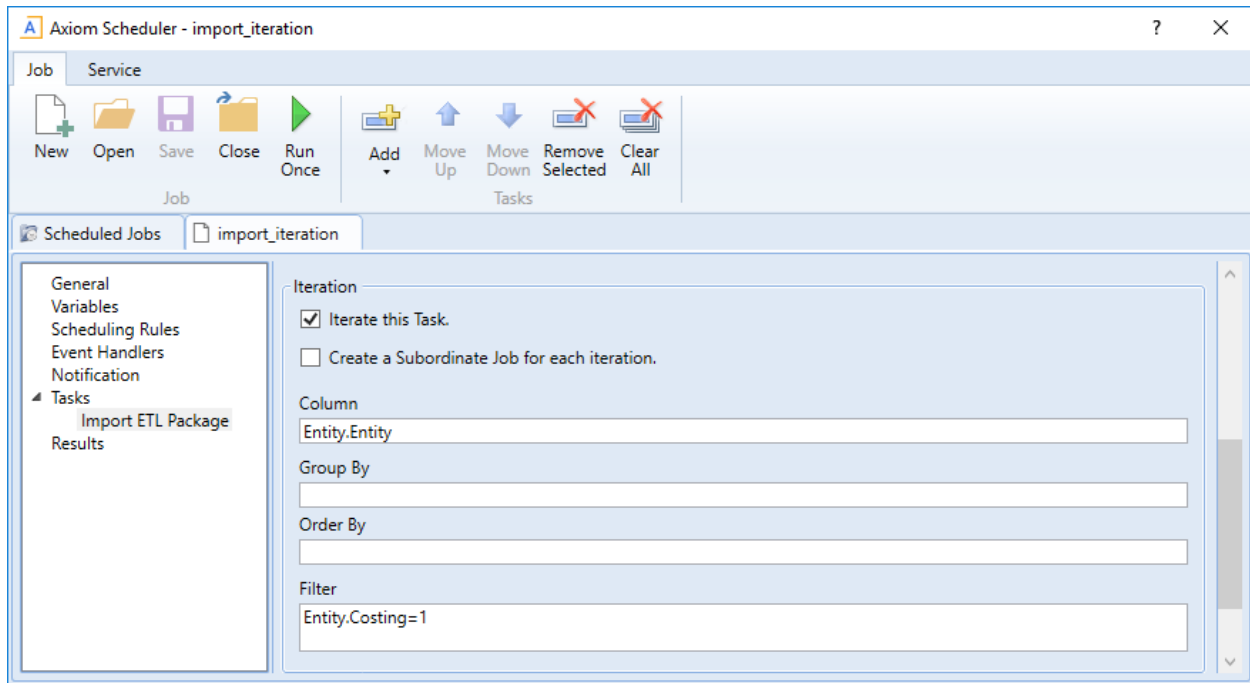 A Axiom Scheduler - import_iteration ?
Job Service
New Open Save Close Run Once Add Move Up Move Down Remove Selected Clear All
Job Tasks
Scheduled Jobs import_iteration
General
Variables
Scheduling Rules
Event Handlers
Notification
Tasks
Import ETL Package
Results
Iteration
Iterate this Task.
Create a Subordinate Job for each iteration.
Column
Entity.Entity
Group By
Order By
Filter
Entity.Costing=1